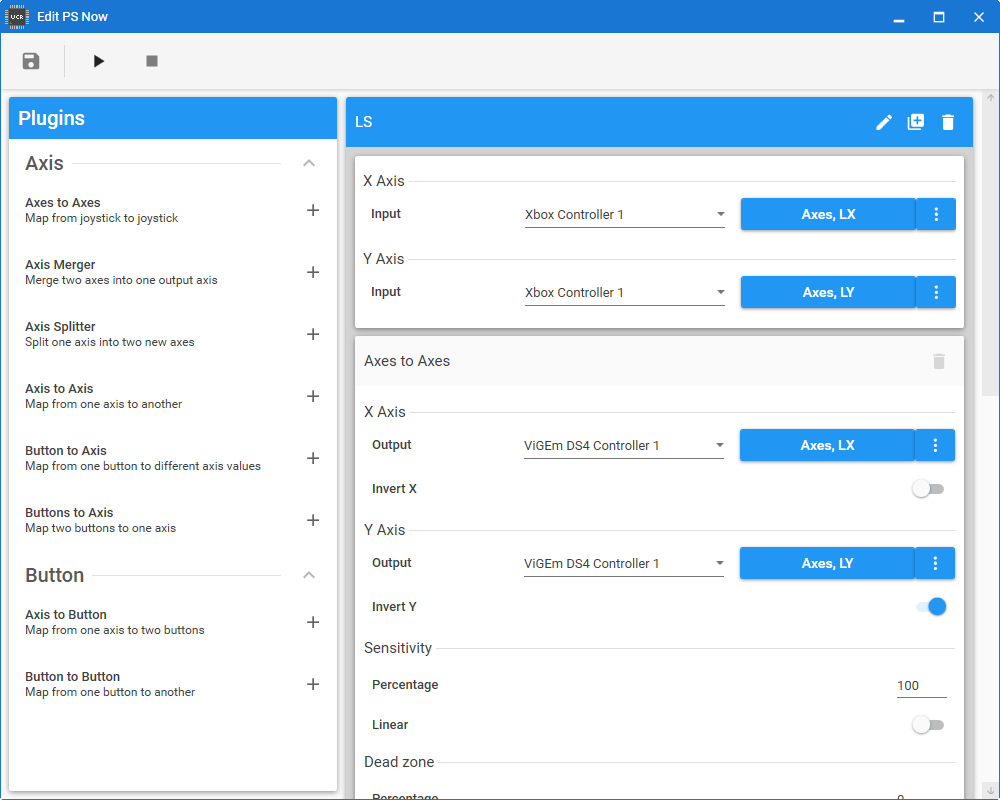 UCR Edit PS Now
Plugins
Axis
Axes to Axes
Map from joystick to joystick
Axis Merger
Merge two axes into one output axis
Axis Splitter
Split one axis into two new axes
Axis to Axis
Map from one axis to another
Button to Axis
Map from one button to different axis values
Buttons to Axis
Map two buttons to one axis
Button
Axis to Button
Map from one axis to two buttons
Button to Button
Map from one button to another
LS
X Axis
Input Xbox Controller 1 Axes, LX
Y Axis
Input Xbox Controller 1 Axes, LY
Axes to Axes
X Axis
Output ViGEm DS4 Controller 1 Axes, LX
Invert X
Y Axis
Output ViGEm DS4 Controller 1 Axes, LY
Invert Y
Sensitivity
Percentage 100
Linear
Dead zone
Percentage 0